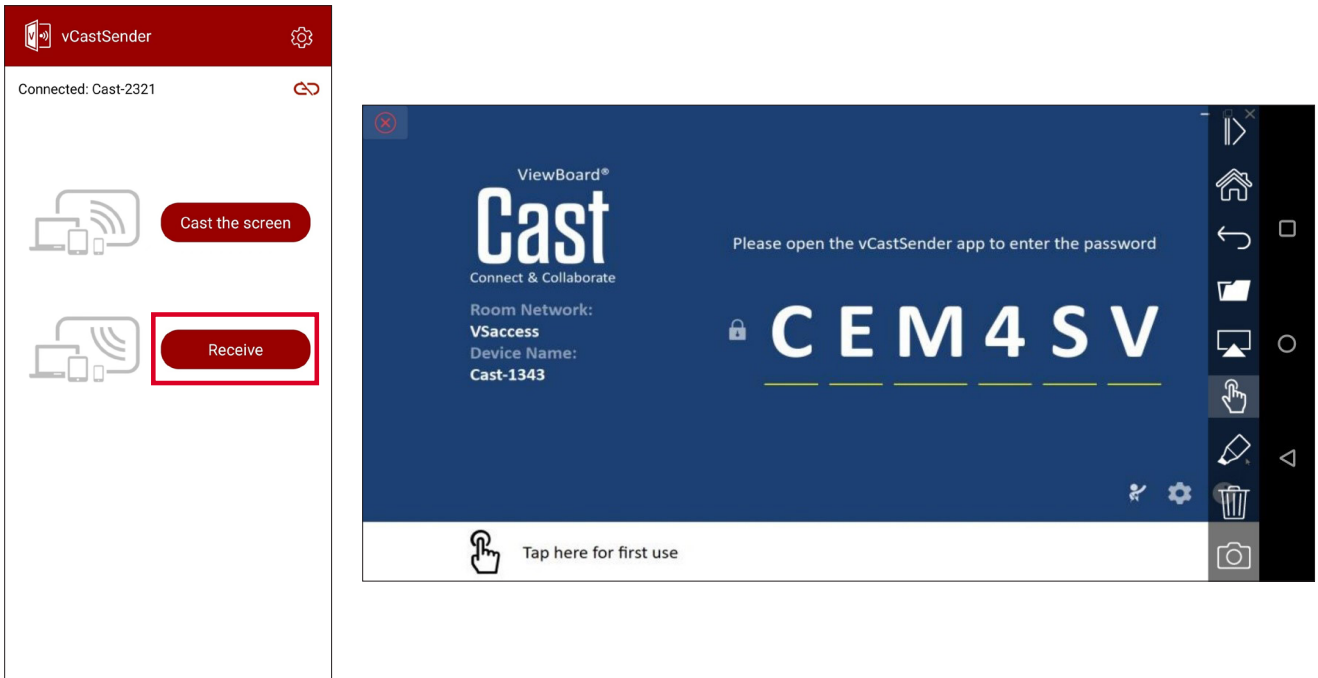 vCastSender
Connected: Cast-2321
Cast the screen
Receive
ViewBoard®
Cast
Connect & Collaborate
Room Network:
VSaccess
Device Name:
Cast-1343
Please open the vCastSender app to enter the password
CEM4SV
Tap here for first use